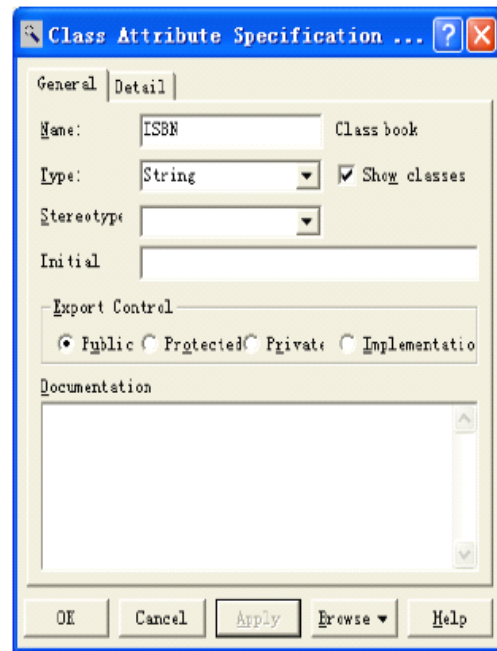 Class Attribute Specification ...
General Detail
Name: ISBN Class book
Type: String Show classes
Stereotype
Initial
Export Control
Public Protected Private Implementatio
Documentation
OK Cancel Apply Browse Help